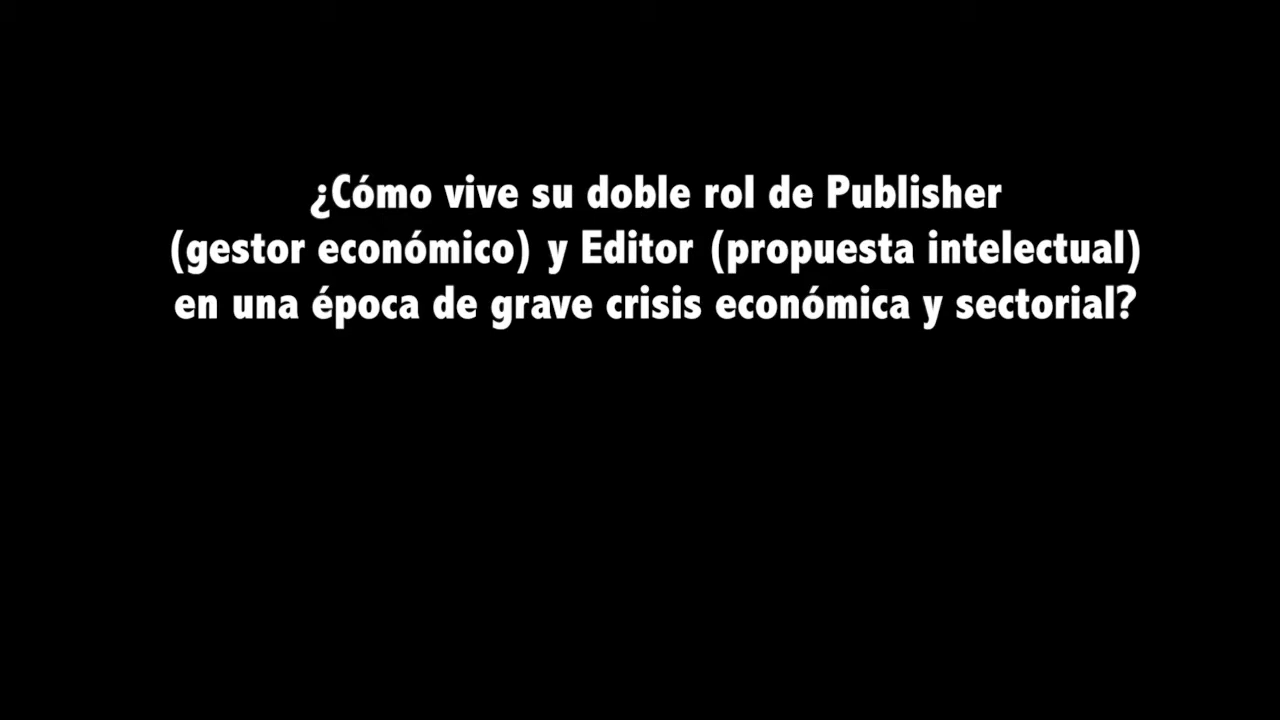 ¿Cómo vive su doble rol de Publisher
(gestor económico) y Editor (propuesta intelectual)
en una época de grave crisis económica y sectorial?